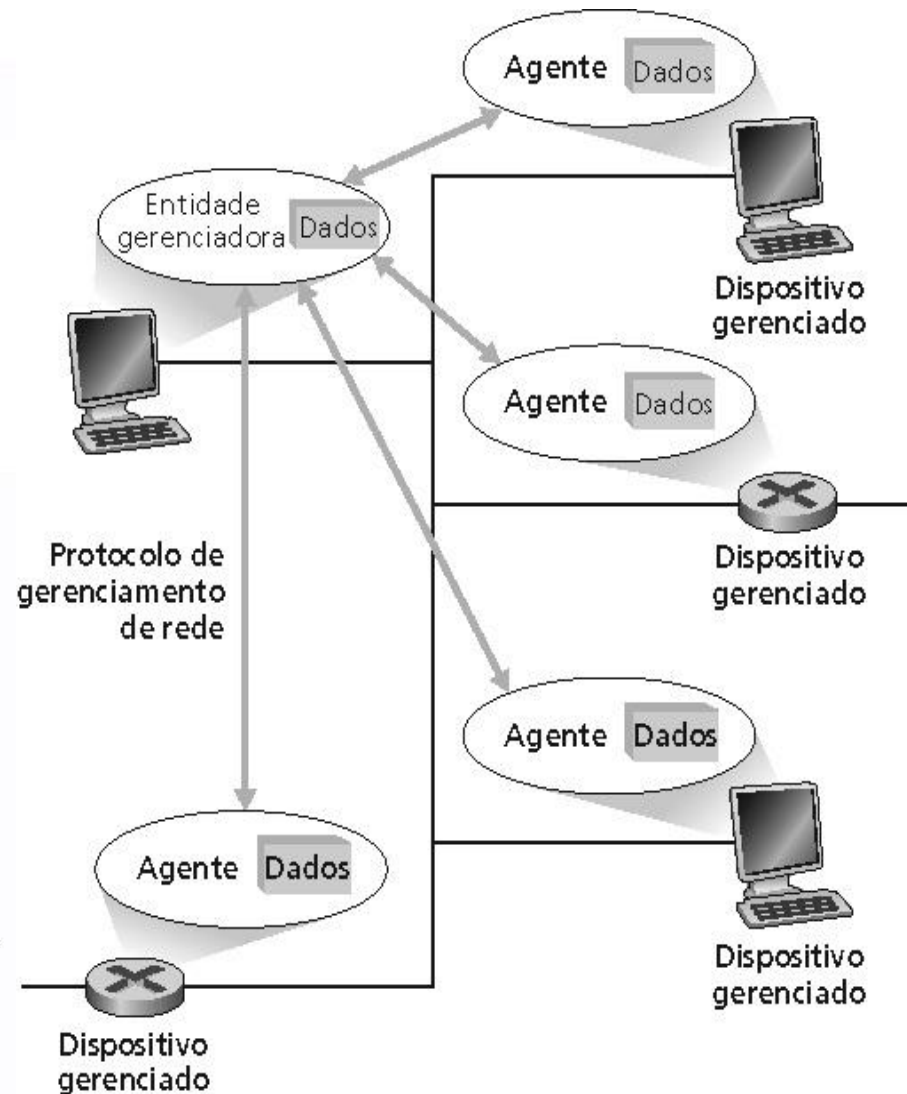 Agente Dados
Entidade
gerenciadora Dados
Dispositivo
gerenciado
Agente Dados
Dispositivo
gerenciado
Protocolo de
gerenciamento
de rede
Agente Dados
Agente Dados
Dispositivo
gerenciado
Dispositivo
gerenciado